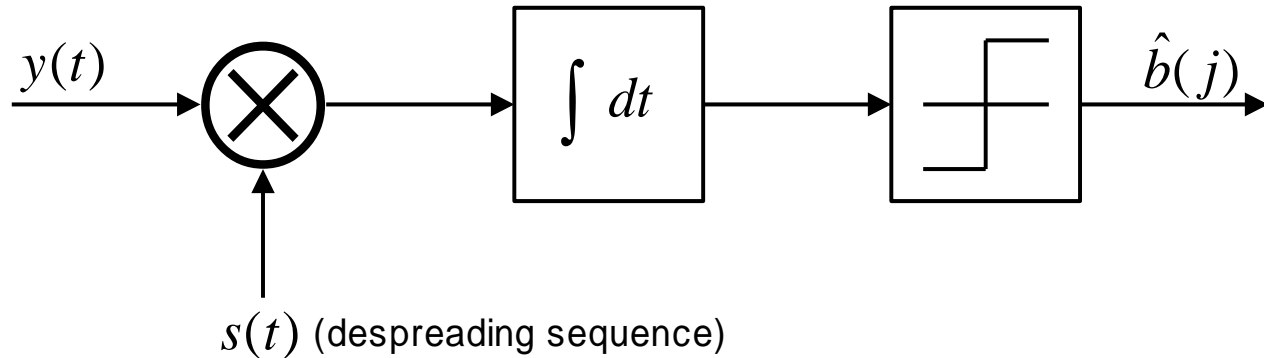 y(t)
∫ dt
b̂(j)
s(t) (despreading sequence)